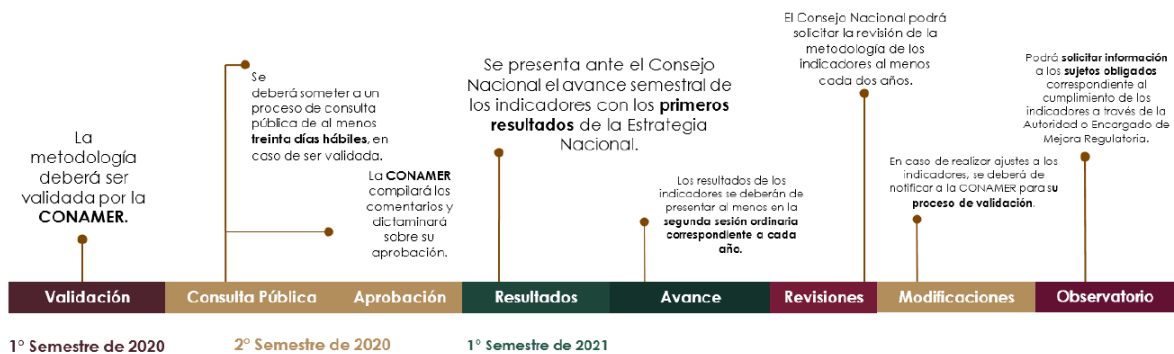 La
metodología
deberá ser
validada por la
CONAMER.
Se
deberá someter a un
proceso de consulta
pública de al menos
treinta días hábiles, en
caso de ser validada.
La CONAMER
compilará los
comentarios y
dictaminará
sobre su
aprobación.
Se presenta ante el Consejo
Nacional el avance semestral
de los indicadores con los primeros
resultados de la Estrategia
Nacional.
Los resultados de los
indicadores se deberán de
presentar al menos en la
segunda sesión ordinaria
correspondiente a cada
año.
El Consejo Nacional podrá
solicitar la revisión de la
metodología de los
indicadores al menos
cada dos años.
En caso de realizar ajustes a los
indicadores, se deberá de
notificar a la CONAMER para su
proceso de validación.
Podrá solicitar información
a los sujetos obligados
correspondiente al
cumplimiento de los
indicadores a través de la
Autoridad o Encargado de
Mejora Regulatoria.
Validación
Consulta Pública
Aprobación
Resultados
Avance
Revisiones
Modificaciones
Observatorio
1° Semestre de 2020
2° Semestre de 2020
1° Semestre de 2021